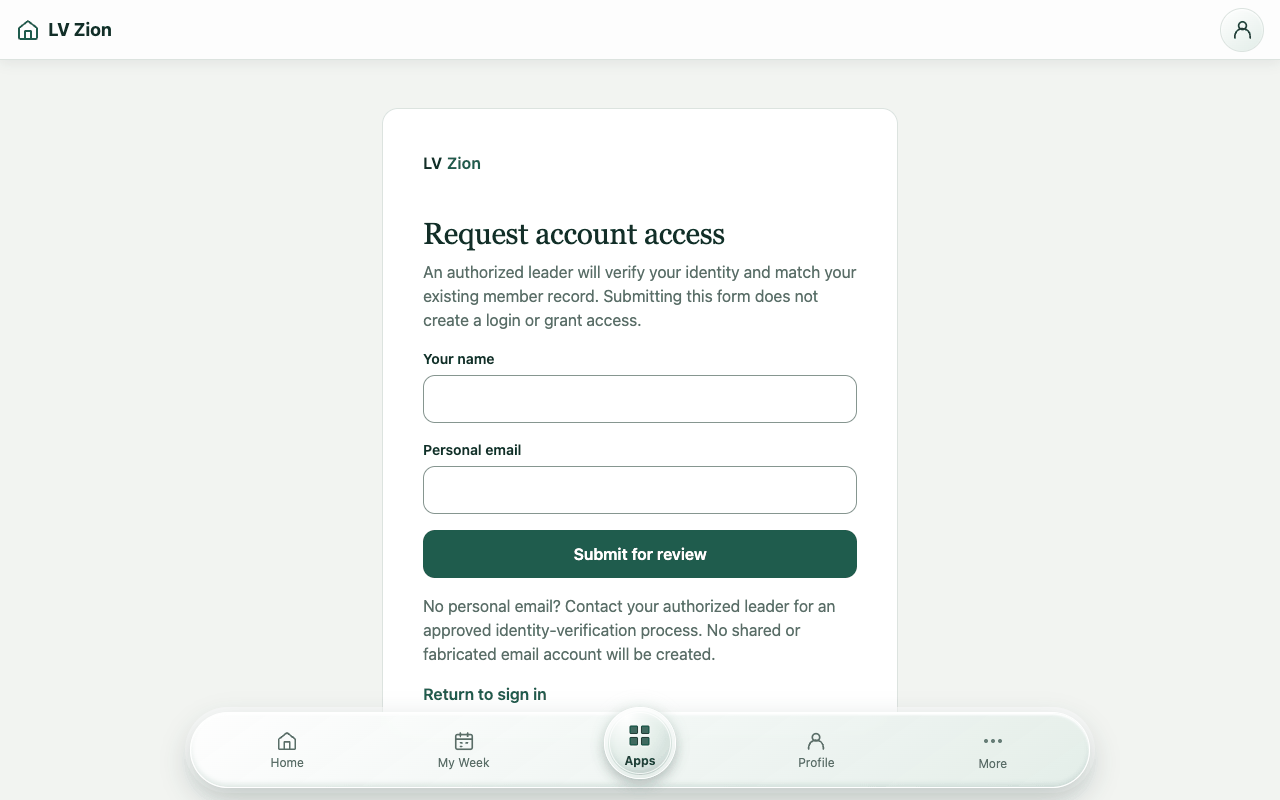 LV Zion
LV Zion
Request account access
An authorized leader will verify your identity and match your
existing member record. Submitting this form does not
create a login or grant access.
Your name
Personal email
Submit for review
No personal email? Contact your authorized leader for an
approved identity-verification process. No shared or
fabricated email account will be created.
Return to sign in
Home
My Week
Apps
Profile
More